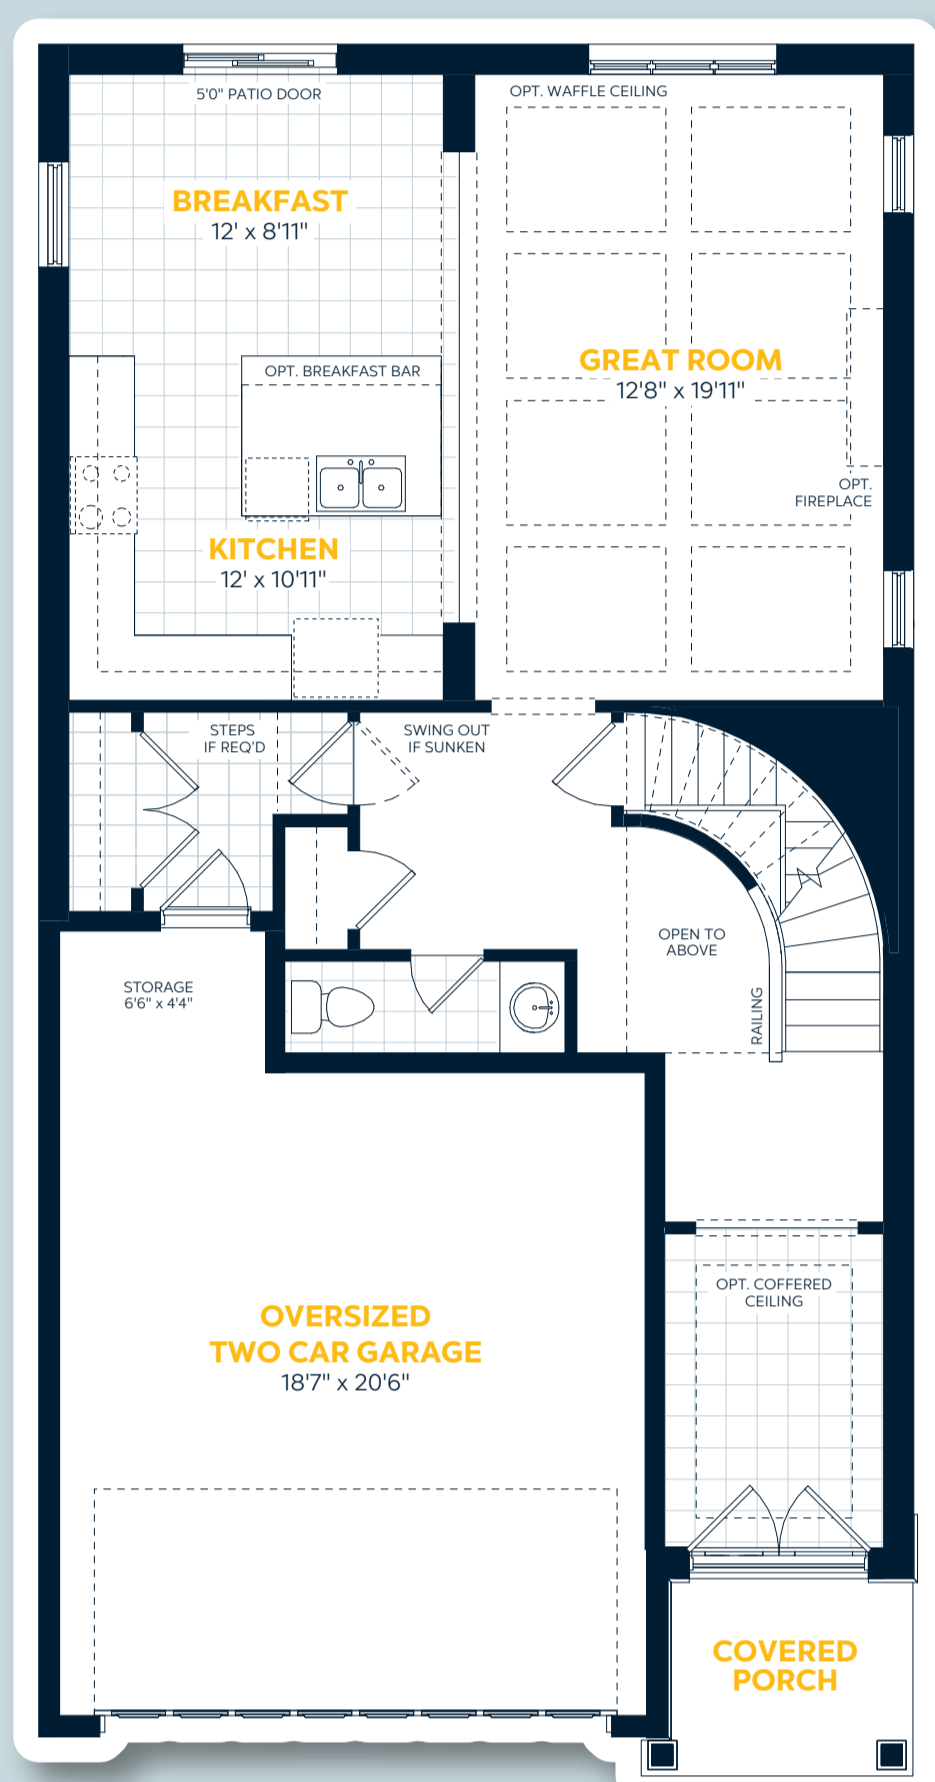 5'0" PATIO DOOR
OPT. WAFFLE CEILING
BREAKFAST
12' x 8'11"
GREAT ROOM
12'8" x 19'11"
OPT. BREAKFAST BAR
OPT.
FIREPLACE
KITCHEN
12' x 10'11"
STEPS
IF REQ'D
SWING OUT
IF SUNKEN
OPEN TO
ABOVE
RAILING
STORAGE
6'6" x 4'4"
OPT. COFFERED
CEILING
OVERSIZED
TWO CAR GARAGE
18'7" x 20'6"
COVERED
PORCH